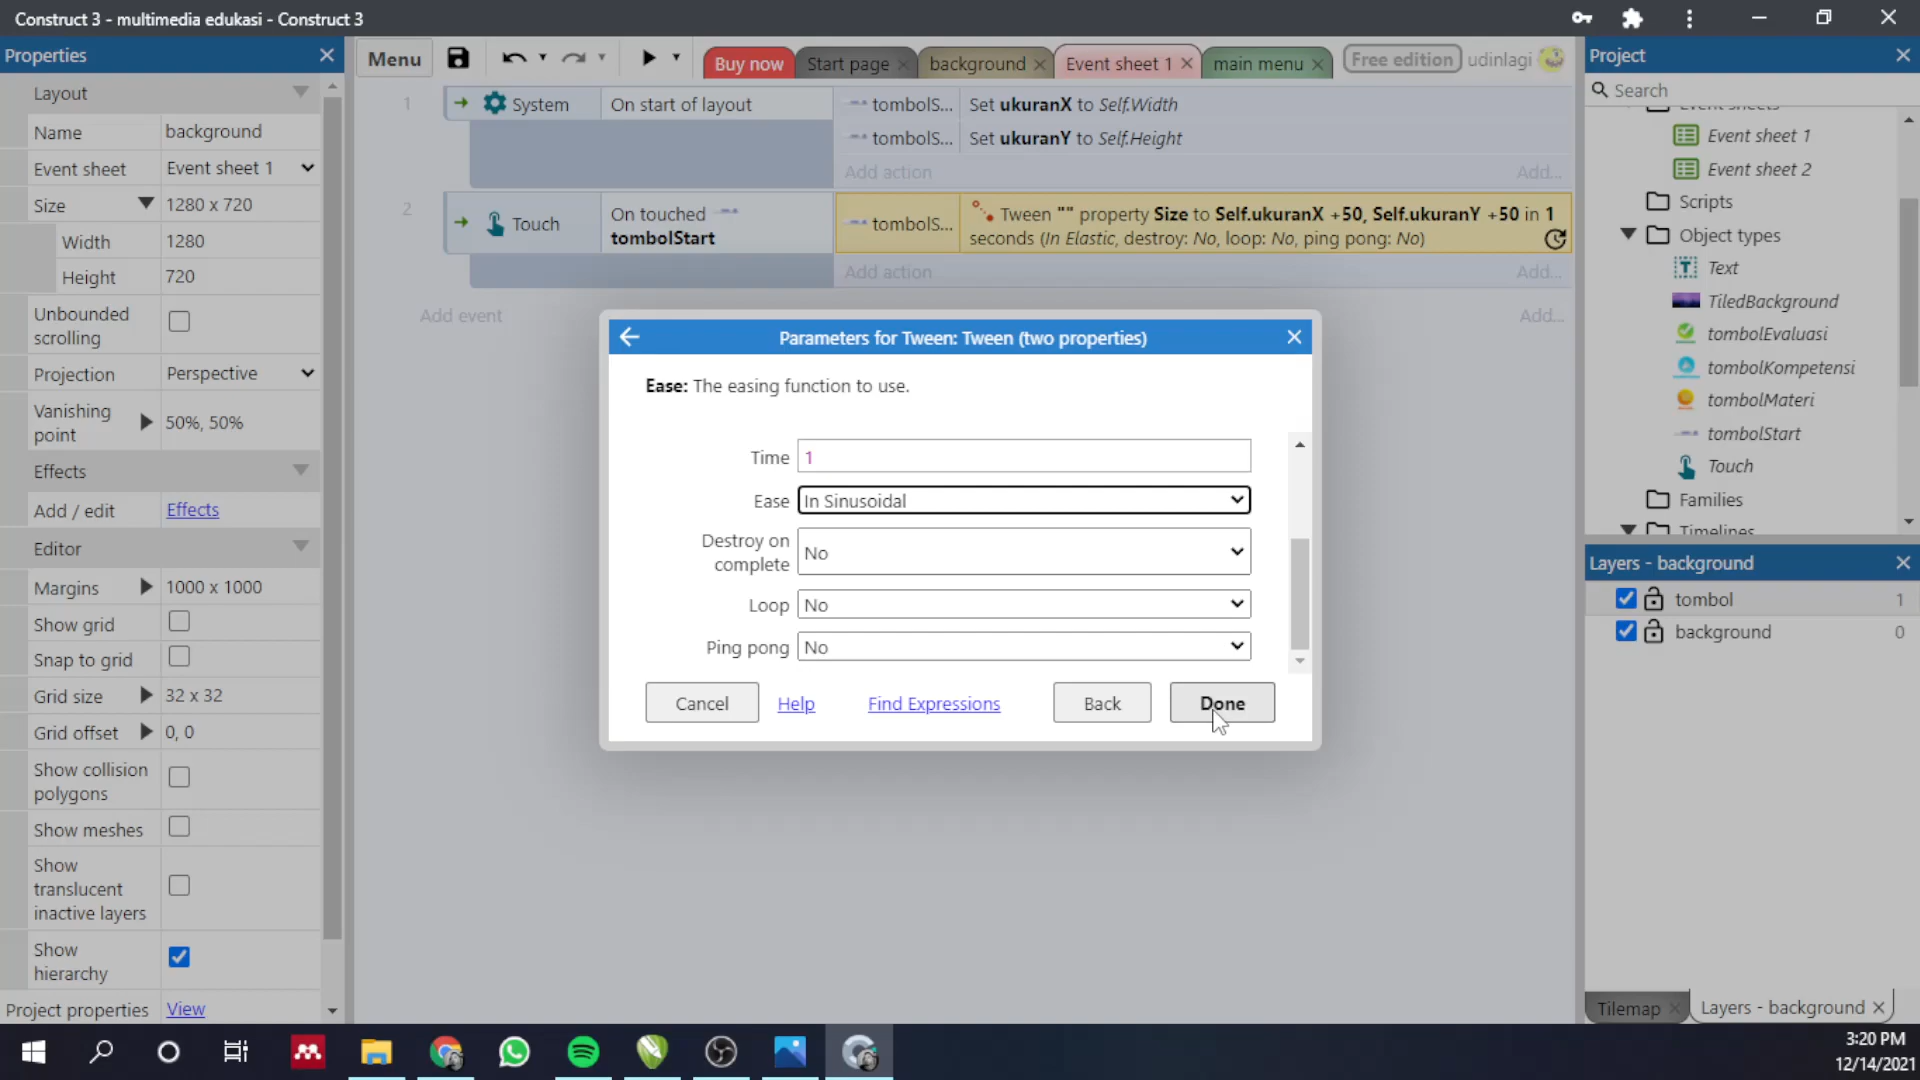 Construct 3 - multimedia edukasi - Construct 3
Properties
Layout
Name background
Event sheet Event sheet 1
Size 1280 x 720
Width 1280
Height 720
Unbounded scrolling
Projection Perspective
Vanishing point 50%, 50%
Effects
Add / edit Effects
Editor
Margins 1000 x 1000
Show grid
Snap to grid
Grid size 32 x 32
Grid offset 0, 0
Show collision polygons
Show meshes
Show translucent inactive layers
Show hierarchy
Project properties View
Menu
Buy now
Start page
background
Event sheet 1
main menu
Free edition
udinlagi
1 System On start of layout tombolS... Set ukuranX to Self.Width
tombolS... Set ukuranY to Self.Height
Add action Add...
2 Touch On touched tombolStart tombolS... Tween "" property Size to Self.ukuranX +50, Self.ukuranY +50 in 1
seconds (In Elastic, destroy: No, loop: No, ping pong: No)
Add action Add...
Add event Add...
Parameters for Tween: Tween (two properties)
Ease: The easing function to use.
Time 1
Ease In Sinusoidal
Destroy on complete No
Loop No
Ping pong No
Cancel Help Find Expressions Back Done
Project
Search
Event sheets
Event sheet 1
Event sheet 2
Scripts
Object types
Text
TiledBackground
tombolEvaluasi
tombolKompetensi
tombolMateri
tombolStart
Touch
Families
Timelines
Layers - background
tombol 1
background 0
Tilemap
Layers - background
3:20 PM
12/14/2021